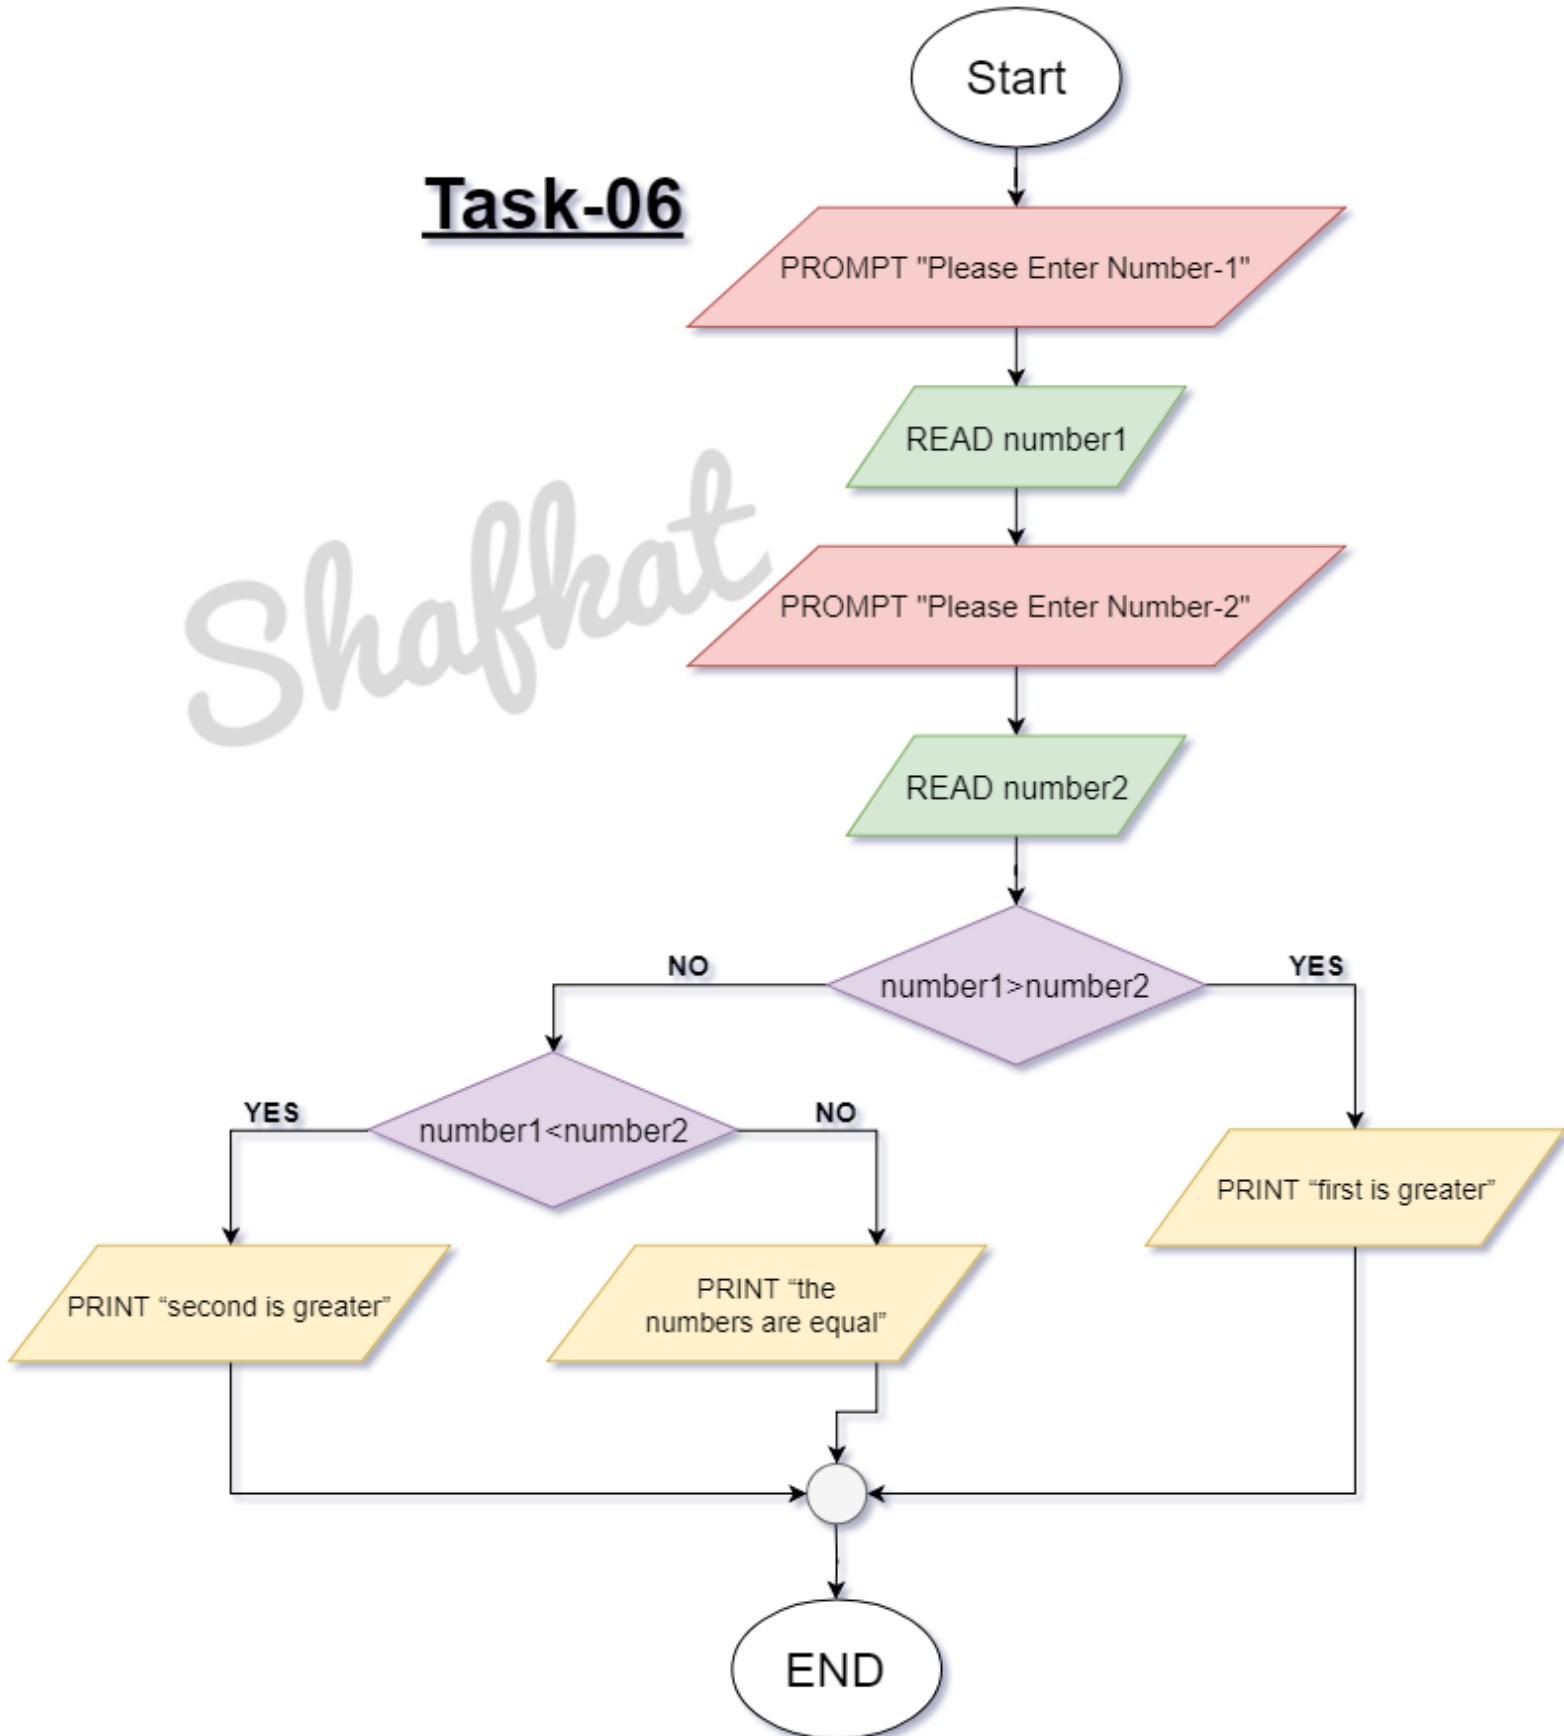 Start
Task-06
PROMPT "Please Enter Number-1"
READ number1
Shafkat
PROMPT "Please Enter Number-2"
READ number2
NO
number1>number2
YES
YES
number1<number2
NO
PRINT “first is greater”
PRINT “second is greater”
PRINT “the
numbers are equal”
END